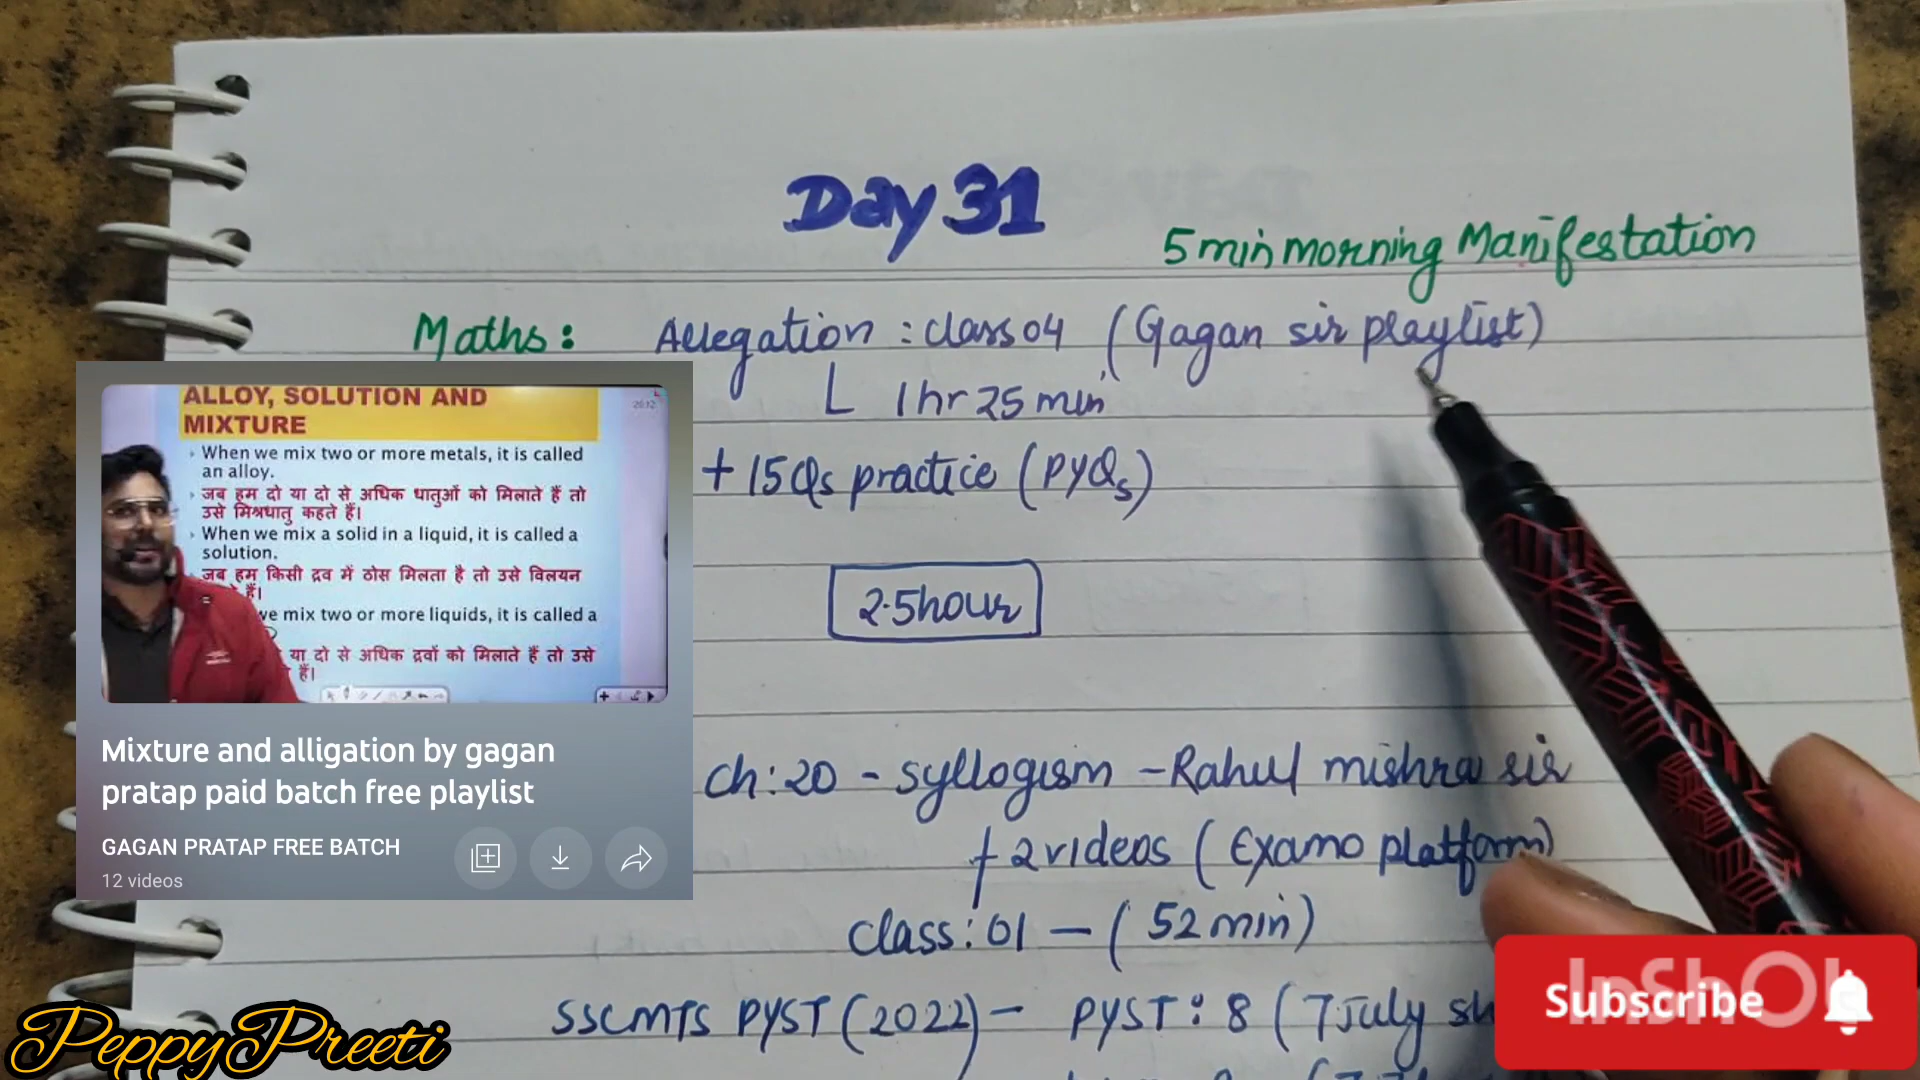 Day 31
5 min morning Manifestation
Maths: Allegation : class 04 (Gagan sir playlist)
1 hr 25 min
+ 15 Qs practice (PYQs)
2.5 hour
ALLOY, SOLUTION AND
MIXTURE
When we mix two or more metals, it is called
an alloy.
जब हम दो या दो से अधिक धातुओं को मिलाते हैं तो
उसे मिश्रधातु कहते हैं।
When we mix a solid in a liquid, it is called a
solution.
जब हम किसी द्रव में ठोस मिलता है तो उसे विलयन
हैं।
we mix two or more liquids, it is called a
या दो से अधिक द्रवों को मिलाते हैं तो उसे
हैं।
Mixture and alligation by gagan
pratap paid batch free playlist
GAGAN PRATAP FREE BATCH
12 videos
Ch: 20 - syllogism - Rahul mishra sir
+ 2 videos (Examo platform)
class: 01 - (52 min)
SSCMTS PYST (2022) - PYST: 8 (7 July
Subscribe
InShOt
PeppyPreeti